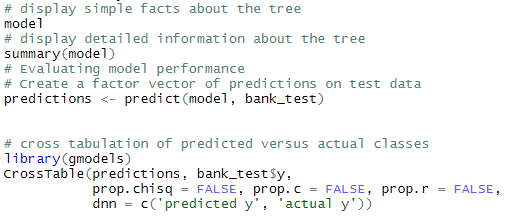 # display simple facts about the tree
model
# display detailed information about the tree
summary(model)
# Evaluating model performance
# Create a factor vector of predictions on test data
predictions <- predict(model, bank_test)
# cross tabulation of predicted versus actual classes
library(gmodels)
CrossTable(predictions, bank_test$y,
prop.chisq = FALSE, prop.c = FALSE, prop.r = FALSE,
dnn = c('predicted y', 'actual y'))